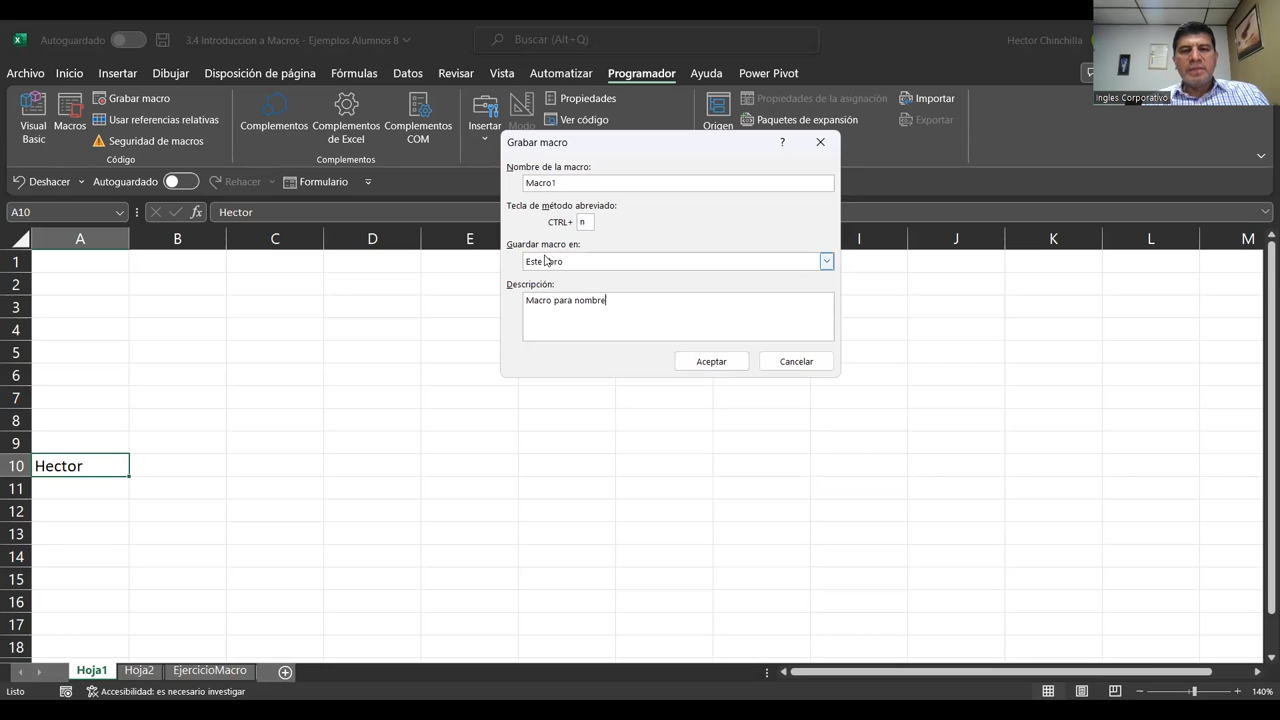 Autoguardado
3.4 Introduccion a Macros - Ejemplos Alumnos 8
Buscar (Alt+Q)
Hector Chinchilla
Ingles Corporativo
Archivo Inicio Insertar Dibujar Disposición de página Fórmulas Datos Revisar Vista Automatizar Programador Ayuda Power Pivot
Visual Basic
Macros
Grabar macro
Usar referencias relativas
Seguridad de macros
Código
Complementos
Complementos de Excel
Complementos COM
Complementos
Insertar
Modo
Propiedades
Ver código
Origen
Propiedades de la asignación
Paquetes de expansión
Importar
Exportar
Deshacer
Autoguardado
Rehacer
Formulario
A10
fx
Hector
Grabar macro
?
Nombre de la macro:
Macro1
Tecla de método abreviado:
CTRL+ n
Guardar macro en:
Este libro
Descripción:
Macro para nombre
Aceptar
Cancelar
A B C D E I J K L M
1
2
3
4
5
6
7
8
9
10 Hector
11
12
13
14
15
16
17
18
Hoja1 Hoja2 EjercicioMacro
Listo
Accesibilidad: es necesario investigar
140%